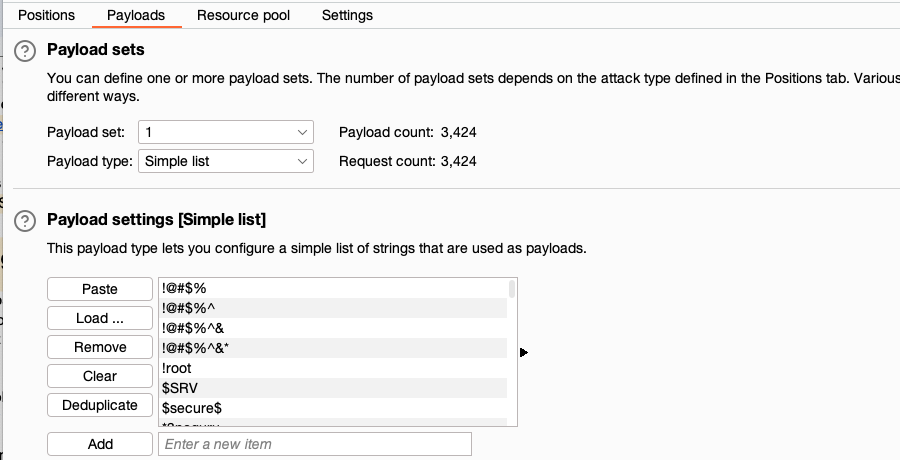 Positions Payloads Resource pool Settings
Payload sets
You can define one or more payload sets. The number of payload sets depends on the attack type defined in the Positions tab. Various
different ways.
Payload set: 1 Payload count: 3,424
Payload type: Simple list Request count: 3,424
Payload settings [Simple list]
This payload type lets you configure a simple list of strings that are used as payloads.
Paste !@#$%
!@#$%^
Load ... !@#$%^&
Remove !@#$%^&*
!root
Clear $SRV
Deduplicate $secure$
Add Enter a new item